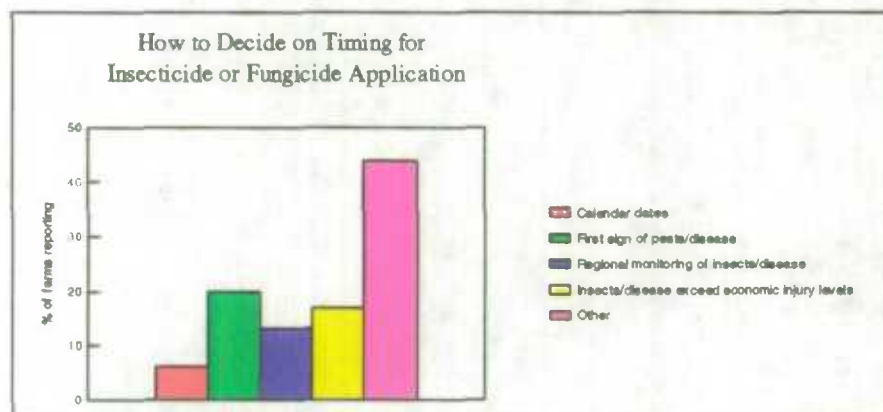 How to Decide on Timing for
Insecticide or Fungicide Application
50
40
30
20
10
0
% of farms reporting
Calendar dates
First sign of pests/disease
Regional monitoring of insects/disease
Insects/disease exceed economic injury levels
Other